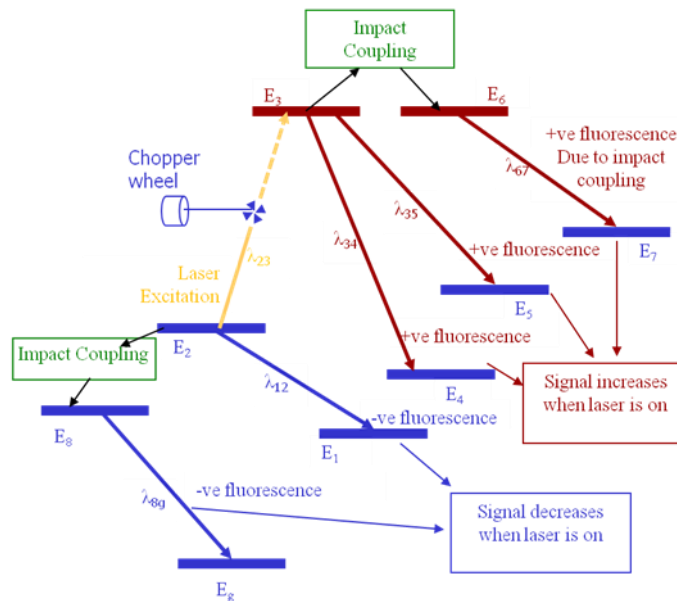 Impact
Coupling
E3
E6
+ve fluorescence
Due to impact
coupling
Chopper
wheel
λ67
λ35
λ34
E7
λ23
+ve fluorescence
Laser
Excitation
E5
+ve fluorescence
Impact Coupling
E2
E4
Signal increases
when laser is on
λ12
-ve fluorescence
E8
E1
λ8g
-ve fluorescence
Signal decreases
when laser is on
Eg